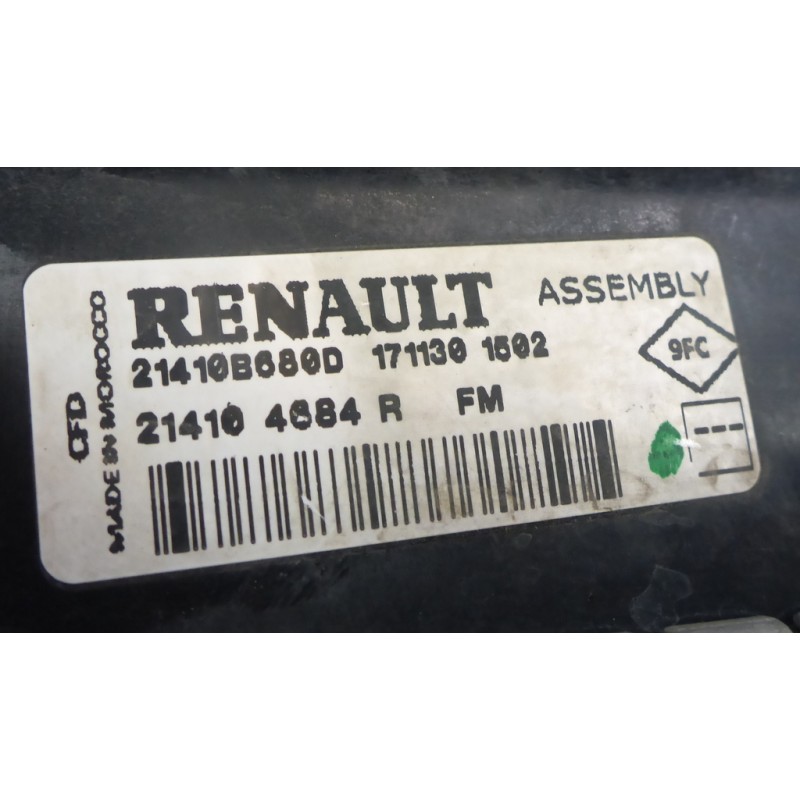 RENAULT ASSEMBLY
21410B680D 171130 1502
9FC
21410 4684 R FM
CFD
MADE IN MOROCCO